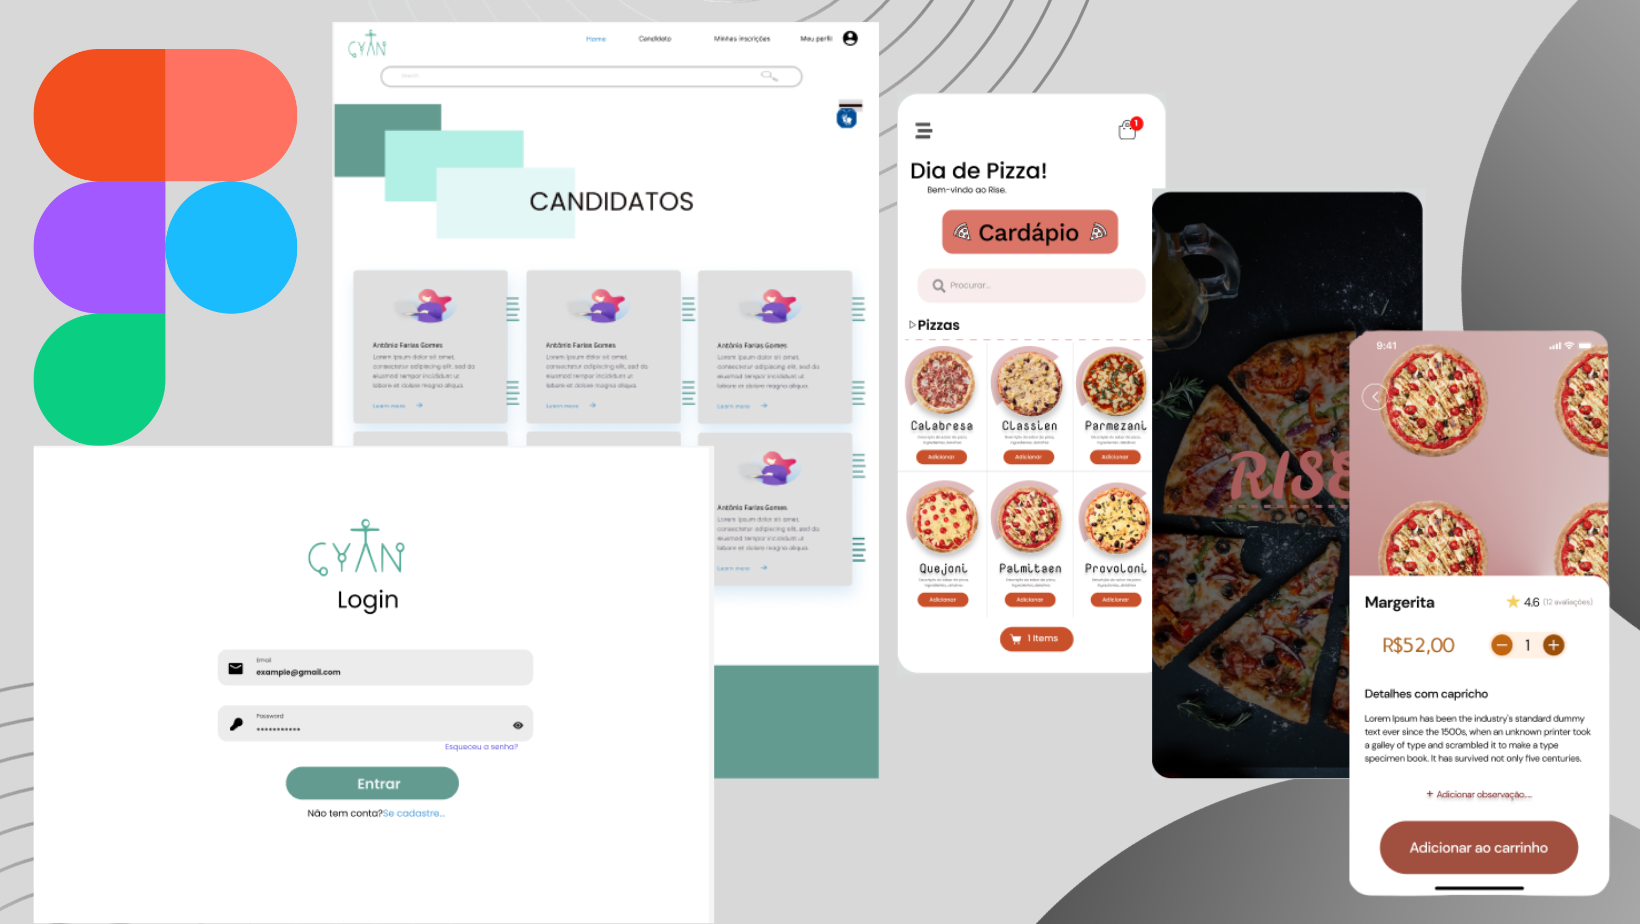 CYAN
Home
Candidato
Minhas inscrições
Meu perfil
CANDIDATOS
Antônio Farias Gomes
Lorem ipsum dolor sit amet,
consectetur adipiscing elit, sed do
eiusmod tempor incididunt ut
labore et dolore magna aliqua.
Learn more
Antônio Farias Gomes
Lorem ipsum dolor sit amet,
consectetur adipiscing elit, sed do
eiusmod tempor incididunt ut
labore et dolore magna aliqua.
Learn more
Antônio Farias Gomes
Lorem ipsum dolor sit amet,
consectetur adipiscing elit, sed do
eiusmod tempor incididunt ut
labore et dolore magna aliqua.
Learn more
Antônio Farias Gomes
Lorem ipsum dolor sit amet,
consectetur adipiscing elit, sed do
eiusmod tempor incididunt ut
labore et dolore magna aliqua.
Learn more
CYAN
Login
Email
example@gmail.com
Password
Esqueceu a senha?
Entrar
Não tem conta?Se cadastre...
1
Dia de Pizza!
Bem-vindo ao Rise.
Cardápio
Procurar...
Pizzas
Calabresa
Adicionar
Classien
Adicionar
Parmezani
Adicionar
Quejoni
Adicionar
Palmitaen
Adicionar
Provoloni
Adicionar
1 Items
RISE
9:41
Margerita
4.6 (12 avaliações)
R$52,00
1
Detalhes com capricho
Lorem Ipsum has been the industry's standard dummy
text ever since the 1500s, when an unknown printer took
a galley of type and scrambled it to make a type
specimen book. It has survived not only five centuries.
+ Adicionar observação...
Adicionar ao carrinho